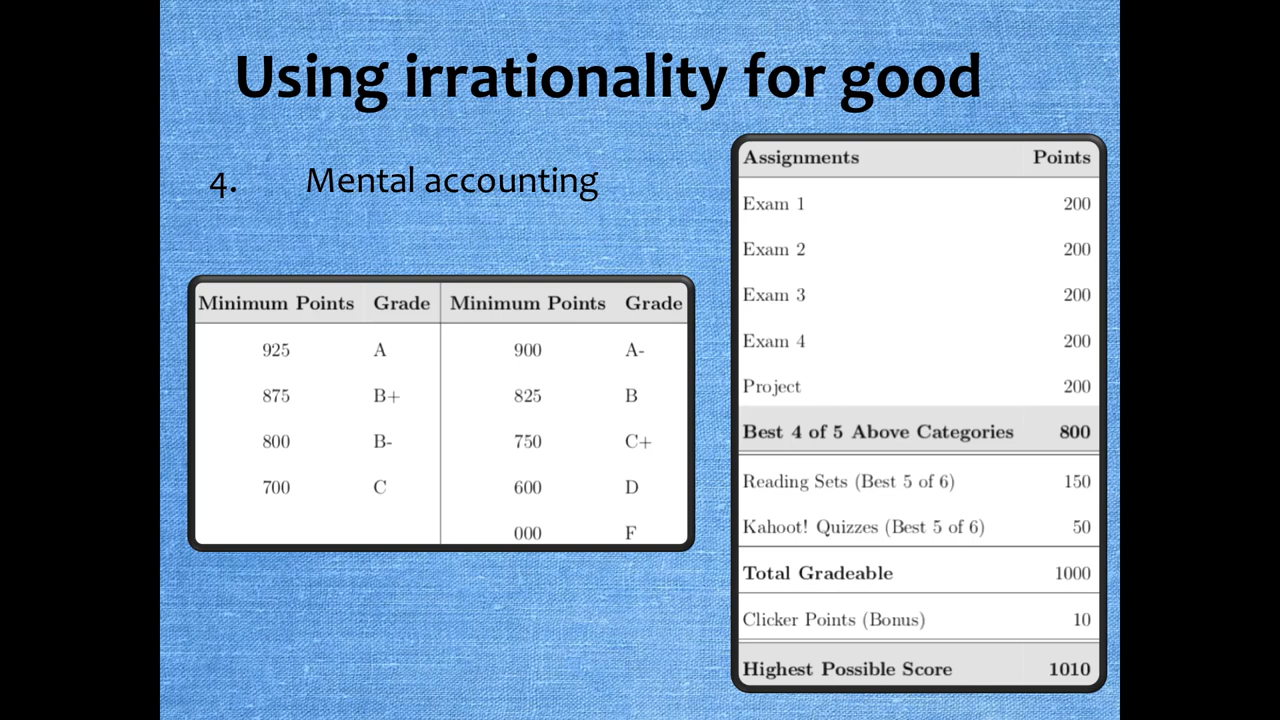 Using irrationality for good
4. Mental accounting
Minimum Points Grade Minimum Points Grade
925 A 900 A-
875 B+ 825 B
800 B- 750 C+
700 C 600 D
000 F
Assignments Points
Exam 1 200
Exam 2 200
Exam 3 200
Exam 4 200
Project 200
Best 4 of 5 Above Categories 800
Reading Sets (Best 5 of 6) 150
Kahoot! Quizzes (Best 5 of 6) 50
Total Gradeable 1000
Clicker Points (Bonus) 10
Highest Possible Score 1010